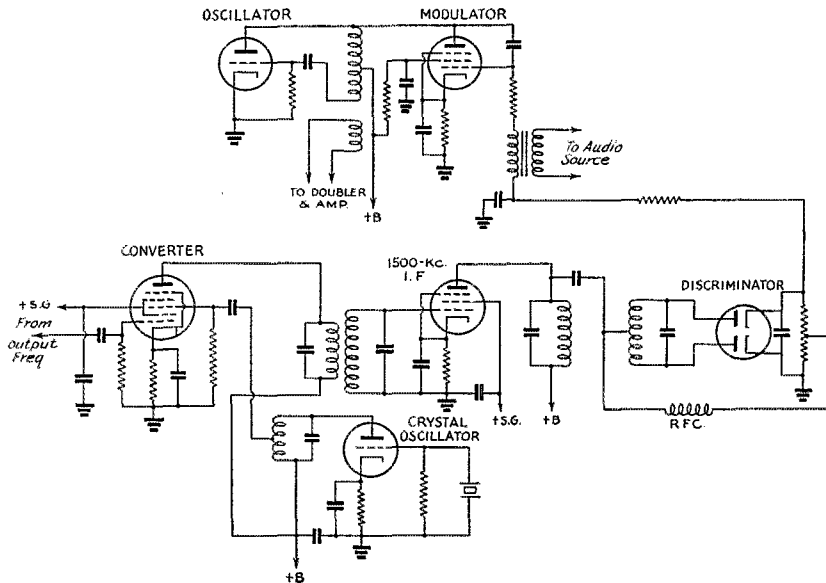 OSCILLATOR
MODULATOR
To Audio
Source
TO DOUBLER
& AMP.
+B
CONVERTER
1500-Kc.
I.F
DISCRIMINATOR
+S.G
From
output
Freq
CRYSTAL
OSCILLATOR
+S.G.
+B
R F C.
+B